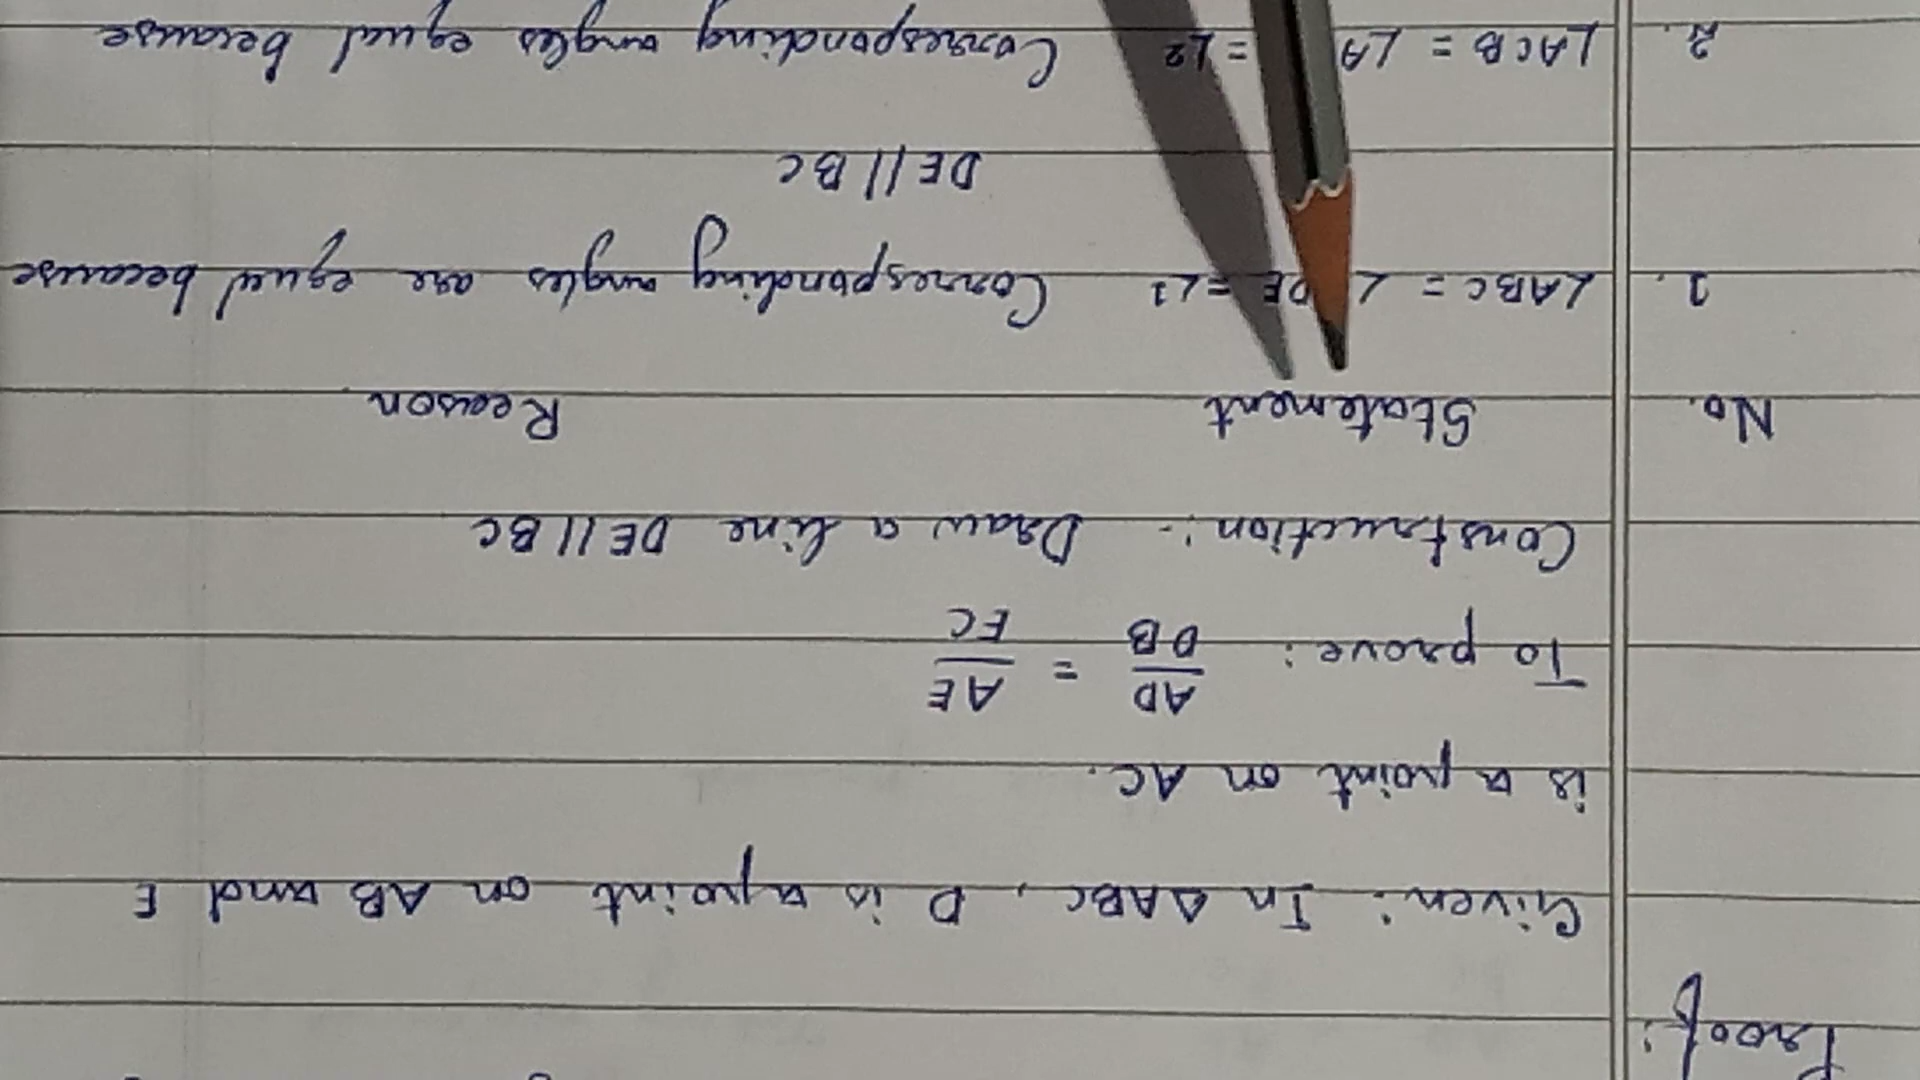 Proof:
Given: In △ABC, D is a point on AB and E
is a point on AC.
To prove: AD/DB = AE/EC
Construction:- Draw a line DE||BC
No. Statement Reason
1. ∠ABC = ∠ DE=∠1 Corresponding angles are equal because
DE||BC
2. ∠ACB = ∠A =∠2 Corresponding angles equal because